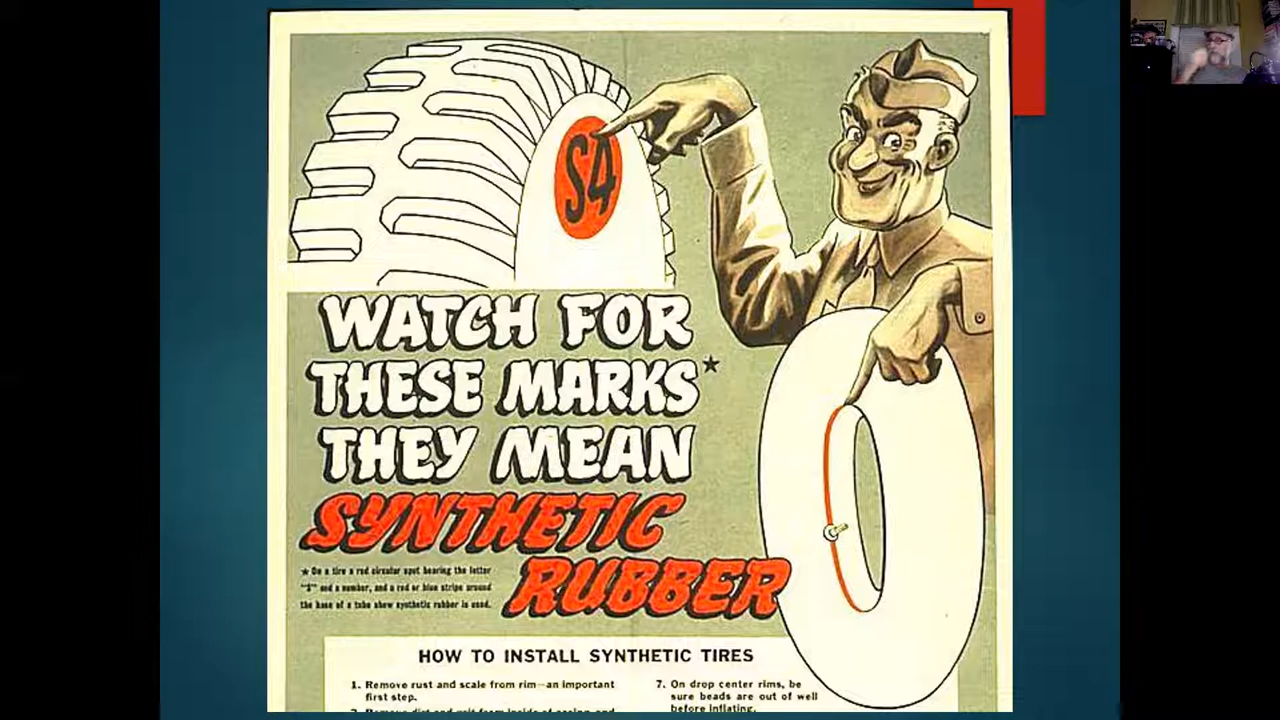 S4
WATCH FOR
THESE MARKS*
THEY MEAN
SYNTHETIC
RUBBER
★ On a tire a red circular spot bearing the letter
"S" and a number, and a red or blue stripe around
the base of a tube show synthetic rubber is used.
HOW TO INSTALL SYNTHETIC TIRES
1. Remove rust and scale from rim—an important
first step.
7. On drop center rims, be
sure beads are out of well
before inflating.